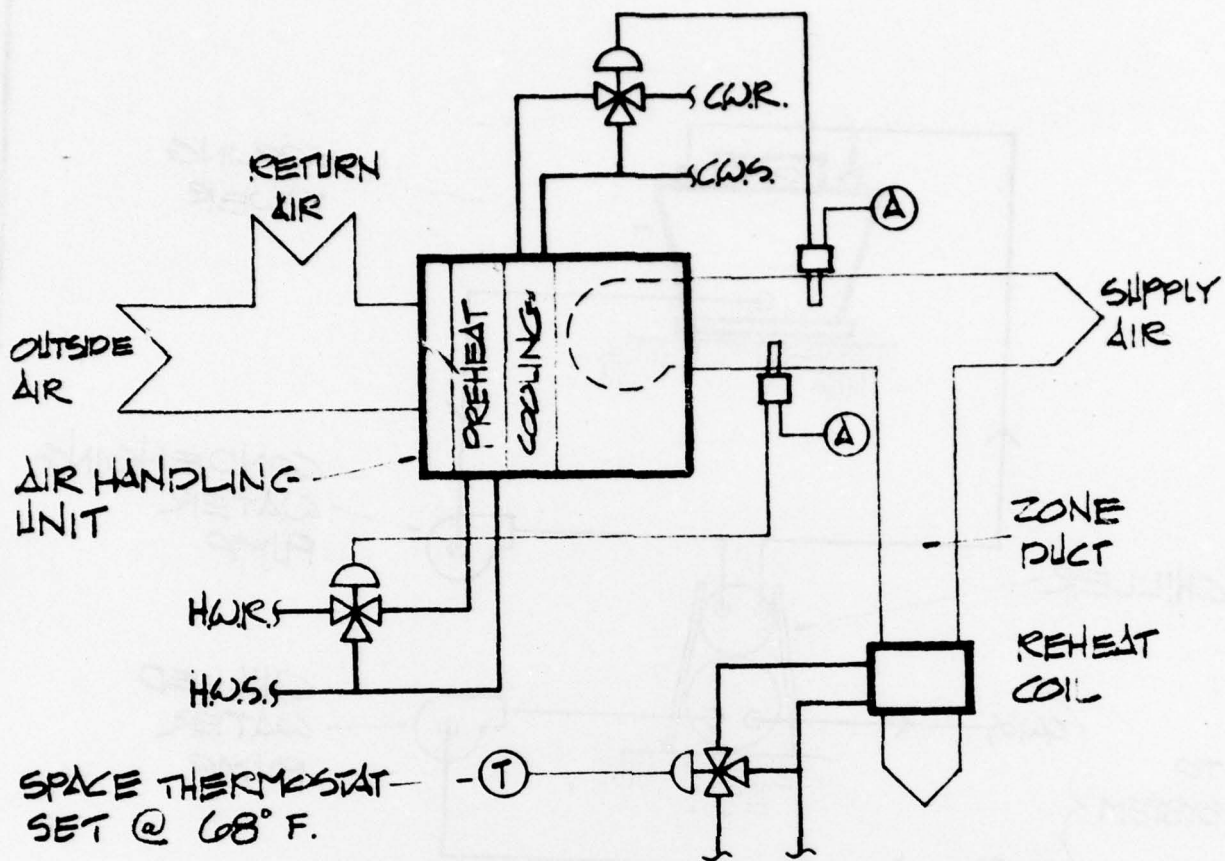 C.W.R.
RETURN
AIR
C.W.S.
A
SUPPLY
AIR
OUTSIDE
AIR
PREHEAT
COOLING
A
AIR HANDLING
UNIT
ZONE
DUCT
H.W.R.
REHEAT
COIL
H.W.S.
SPACE THERMOSTAT
SET @ 68° F.
T